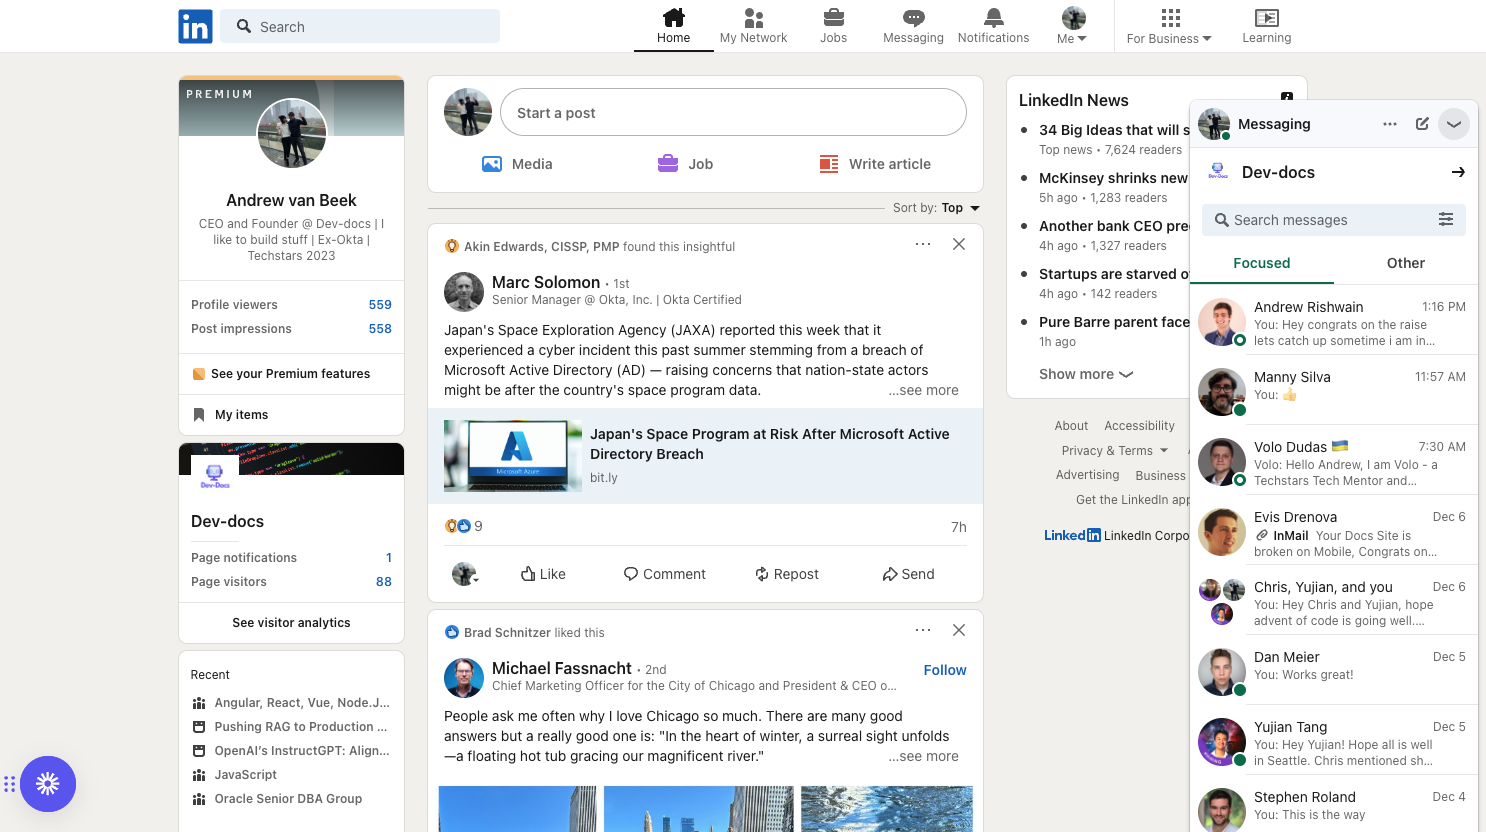 in
Search
Home
My Network
Jobs
Messaging
Notifications
Me
For Business
Learning
PREMIUM
Andrew van Beek
CEO and Founder @ Dev-docs | I
like to build stuff | Ex-Okta |
Techstars 2023
Profile viewers 559
Post impressions 558
See your Premium features
My items
Dev-Docs
Dev-docs
Page notifications 1
Page visitors 88
See visitor analytics
Recent
Angular, React, Vue, Node.J...
Pushing RAG to Production ...
OpenAI's InstructGPT: Align...
JavaScript
Oracle Senior DBA Group
Start a post
Media
Job
Write article
Sort by: Top
Akin Edwards, CISSP, PMP found this insightful
Marc Solomon • 1st
Senior Manager @ Okta, Inc. | Okta Certified
Japan's Space Exploration Agency (JAXA) reported this week that it
experienced a cyber incident this past summer stemming from a breach of
Microsoft Active Directory (AD) — raising concerns that nation-state actors
might be after the country's space program data. ...see more
Microsoft Azure
Japan's Space Program at Risk After Microsoft Active
Directory Breach
bit.ly
9
7h
Like
Comment
Repost
Send
Brad Schnitzer liked this
Michael Fassnacht • 2nd
Follow
Chief Marketing Officer for the City of Chicago and President & CEO o...
People ask me often why I love Chicago so much. There are many good
answers but a really good one is: "In the heart of winter, a surreal sight unfolds
—a floating hot tub gracing our magnificent river." ...see more
LinkedIn News
34 Big Ideas that will s
Top news • 7,624 readers
McKinsey shrinks new
5h ago • 1,283 readers
Another bank CEO pre
4h ago • 1,327 readers
Startups are starved o
4h ago • 142 readers
Pure Barre parent face
1h ago
Show more
About Accessibility
Privacy & Terms
Advertising Business
Get the LinkedIn app
LinkedIn LinkedIn Corpo
Messaging
Dev-Docs
Dev-docs
Search messages
Focused
Other
Andrew Rishwain 1:16 PM
You: Hey congrats on the raise
lets catch up sometime i am in...
Manny Silva 11:57 AM
You: 👍
Volo Dudas 🇺🇦 7:30 AM
Volo: Hello Andrew, I am Volo - a
Techstars Tech Mentor and...
Evis Drenova Dec 6
InMail Your Docs Site is
broken on Mobile, Congrats on...
Chris, Yujian, and you Dec 6
You: Hey Chris and Yujian, hope
advent of code is going well....
Dan Meier Dec 5
You: Works great!
Yujian Tang Dec 5
You: Hey Yujian! Hope all is well
in Seattle. Chris mentioned sh...
Stephen Roland Dec 4
You: This is the way